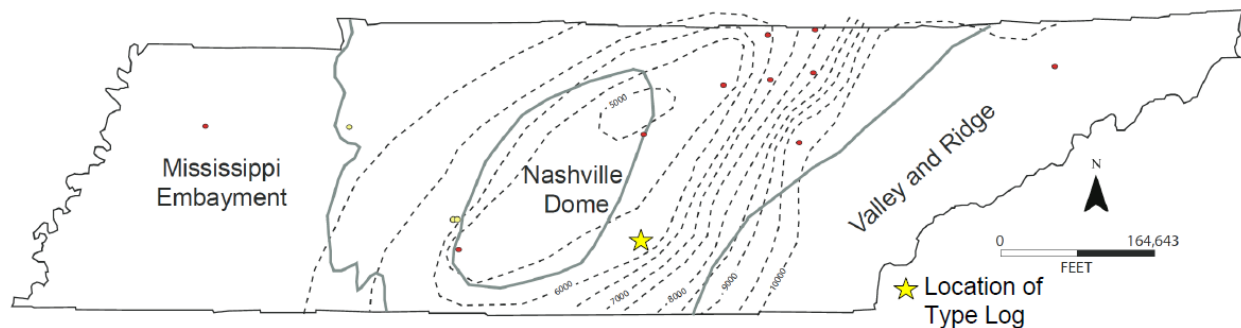 5000
Mississippi
Embayment
Nashville
Dome
Valley and Ridge
N
0 164,643
FEET
6000
7000
8000
9000
10000
Location of
Type Log